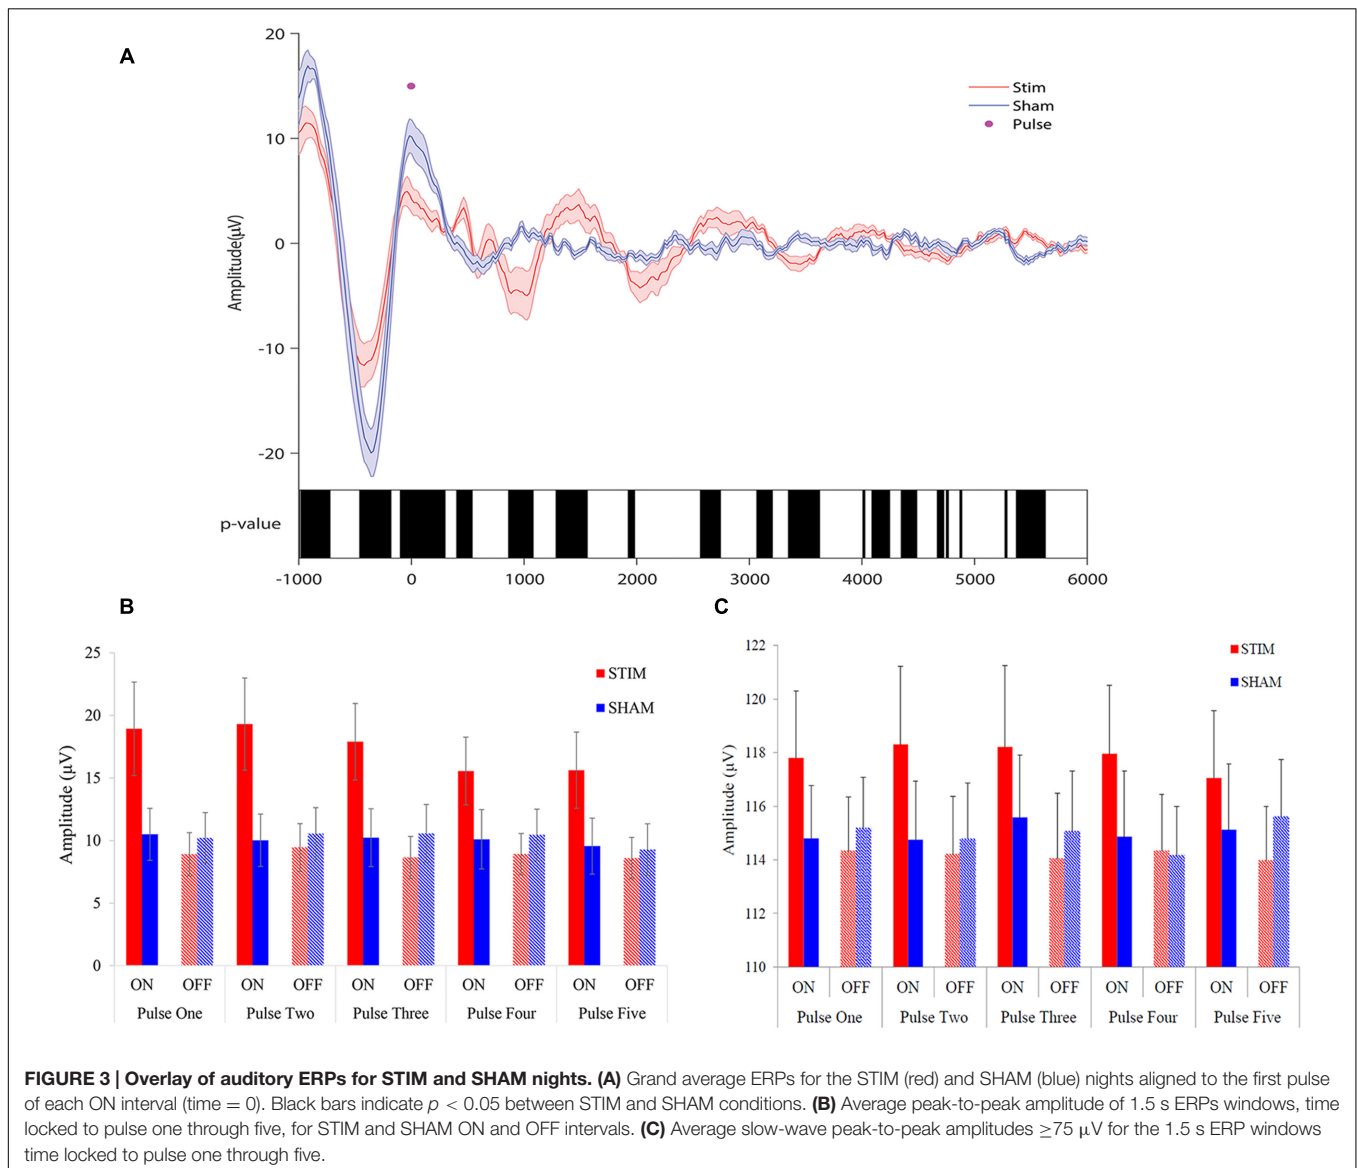 A
20
10
0
-10
-20
Amplitude(μV)
Stim
Sham
Pulse
p-value
-1000 0 1000 2000 3000 4000 5000 6000
B
25
20
15
10
5
0
Amplitude (μV)
STIM
SHAM
ON OFF ON OFF ON OFF ON OFF ON OFF
Pulse One Pulse Two Pulse Three Pulse Four Pulse Five
C
122
120
118
116
114
112
110
Amplitude (μV)
STIM
SHAM
ON OFF ON OFF ON OFF ON OFF ON OFF
Pulse One Pulse Two Pulse Three Pulse Four Pulse Five
FIGURE 3 | Overlay of auditory ERPs for STIM and SHAM nights. (A) Grand average ERPs for the STIM (red) and SHAM (blue) nights aligned to the first pulse
of each ON interval (time = 0). Black bars indicate p < 0.05 between STIM and SHAM conditions. (B) Average peak-to-peak amplitude of 1.5 s ERPs windows, time
locked to pulse one through five, for STIM and SHAM ON and OFF intervals. (C) Average slow-wave peak-to-peak amplitudes ≥75 μV for the 1.5 s ERP windows
time locked to pulse one through five.